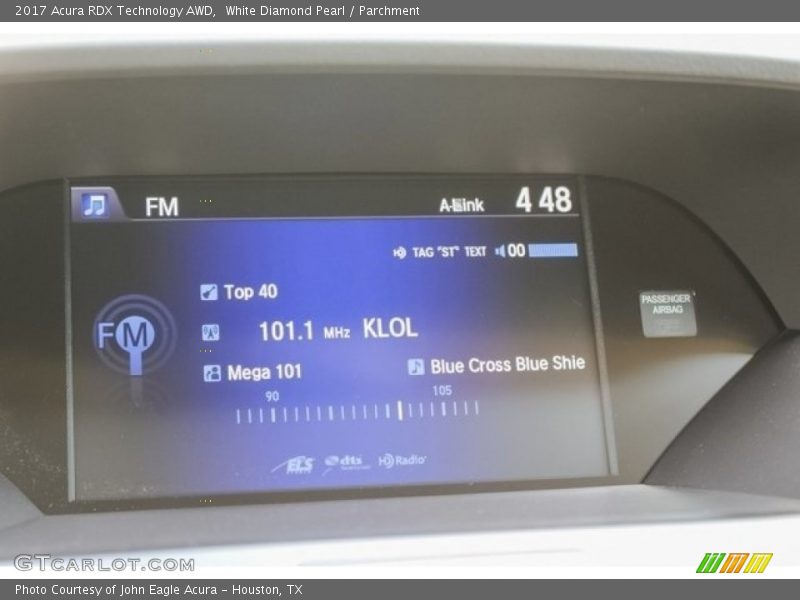 2017 Acura RDX Technology AWD,  White Diamond Pearl / Parchment
FM
A-Link
4 48
TAG "ST" TEXT 00
Top 40
FM
101.1 MHz KLOL
Mega 101
Blue Cross Blue Shie
90
105
ELS
dts
HD Radio
PASSENGER
AIRBAG
GTCARLOT.COM
Photo Courtesy of John Eagle Acura - Houston, TX